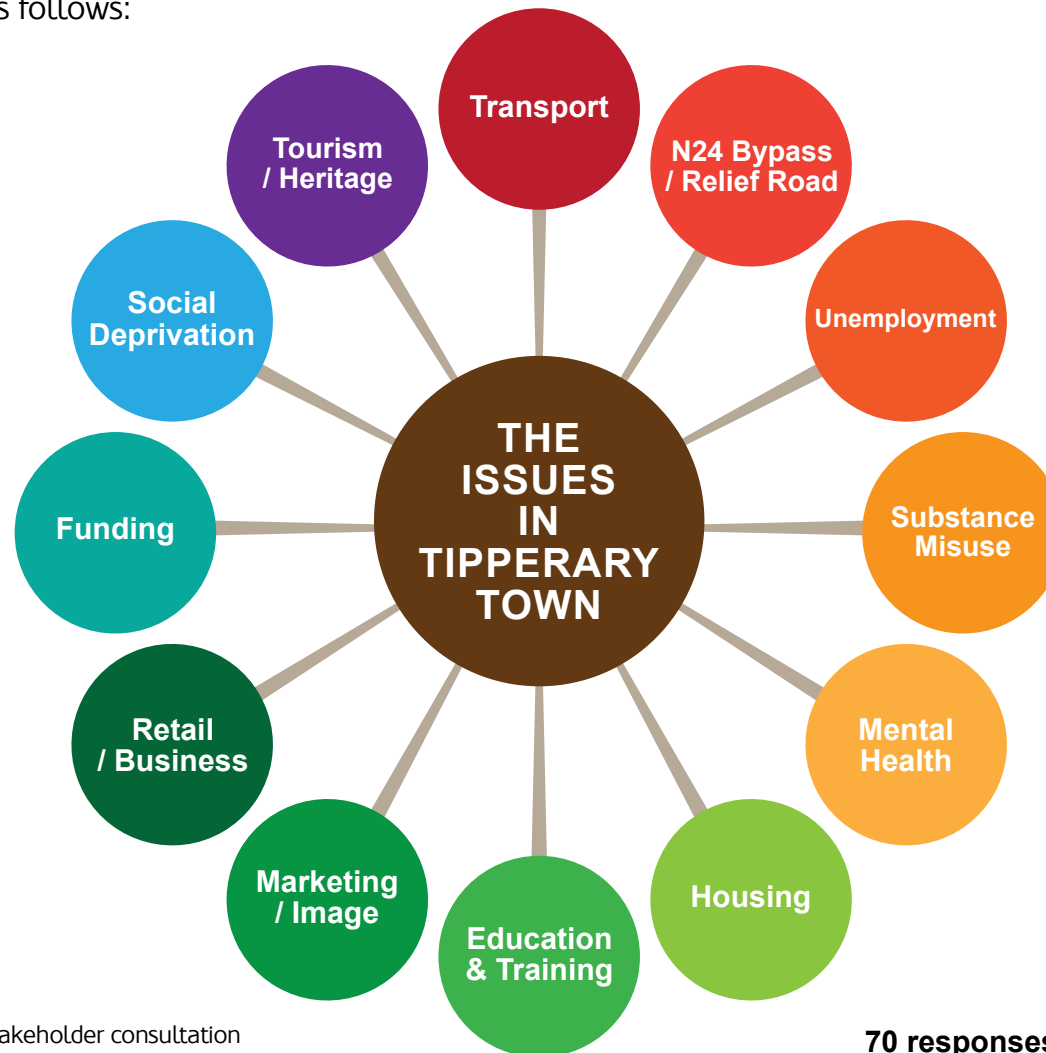 s follows:
Transport
N24 Bypass
/ Relief Road
Unemployment
Substance
Misuse
Mental
Health
Housing
Education
& Training
Marketing
/ Image
Retail
/ Business
Funding
Social
Deprivation
Tourism
/ Heritage
THE
ISSUES
IN
TIPPERARY
TOWN
akeholder consultation
70 responses